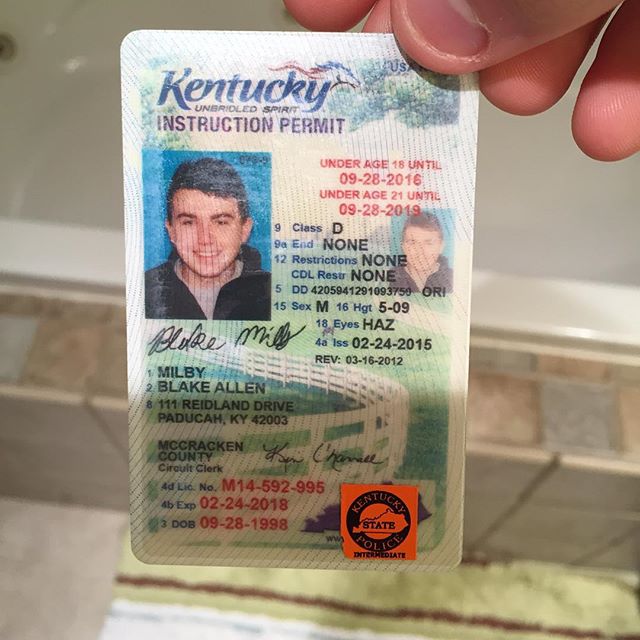 USA
Kentucky
UNBRIDLED SPIRIT
INSTRUCTION PERMIT
UNDER AGE 18 UNTIL
09-28-2016
UNDER AGE 21 UNTIL
09-28-2019
9 Class D
9a End NONE
12 Restrictions NONE
CDL Restr NONE
5 DD 4205941291093750 ORI
15 Sex M 16 Hgt 5-09
18 Eyes HAZ
4a Iss 02-24-2015
REV: 03-16-2012
Blake Milby
1 MILBY
2 BLAKE ALLEN
8 111 REIDLAND DRIVE
PADUCAH, KY 42003
MCCRACKEN
COUNTY
Circuit Clerk
4d Lic. No. M14-592-995
4b Exp 02-24-2018
3 DOB 09-28-1998
KENTUCKY
STATE
POLICE
INTERMEDIATE